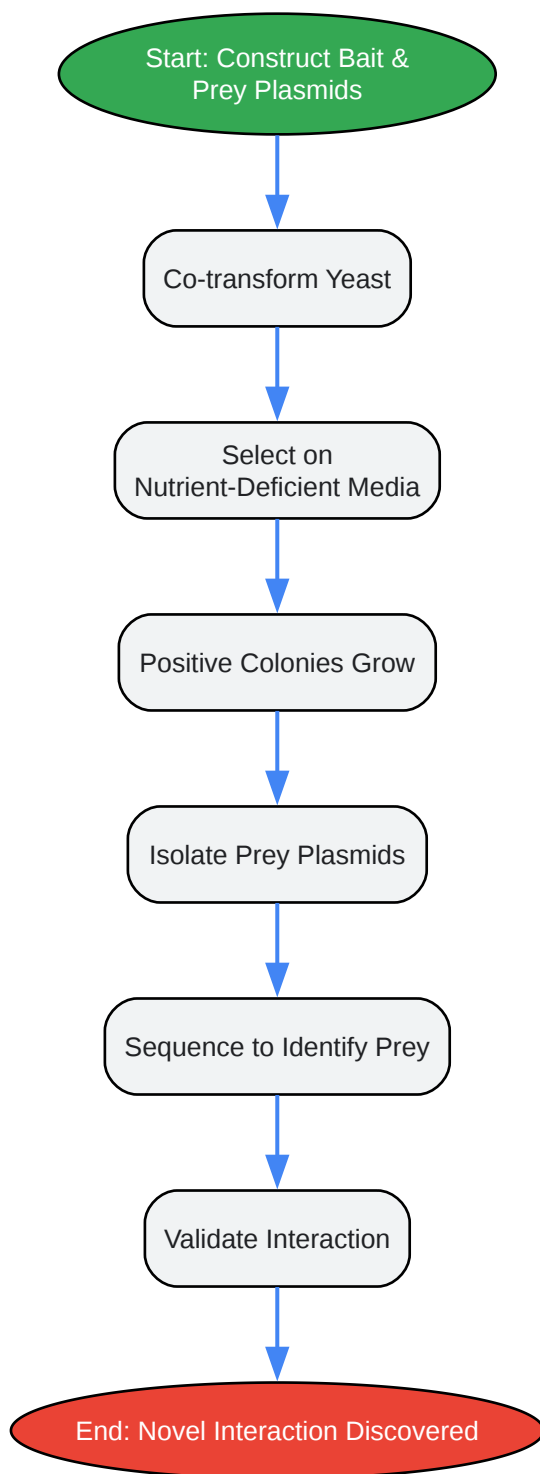 Start: Construct Bait &
Prey Plasmids
Co-transform Yeast
Select on
Nutrient-Deficient Media
Positive Colonies Grow
Isolate Prey Plasmids
Sequence to Identify Prey
Validate Interaction
End: Novel Interaction Discovered